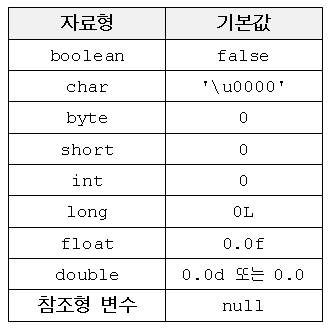 자료형 기본값
boolean false
char '\u0000'
byte 0
short 0
int 0
long 0L
float 0.0f
double 0.0d 또는 0.0
참조형 변수 null